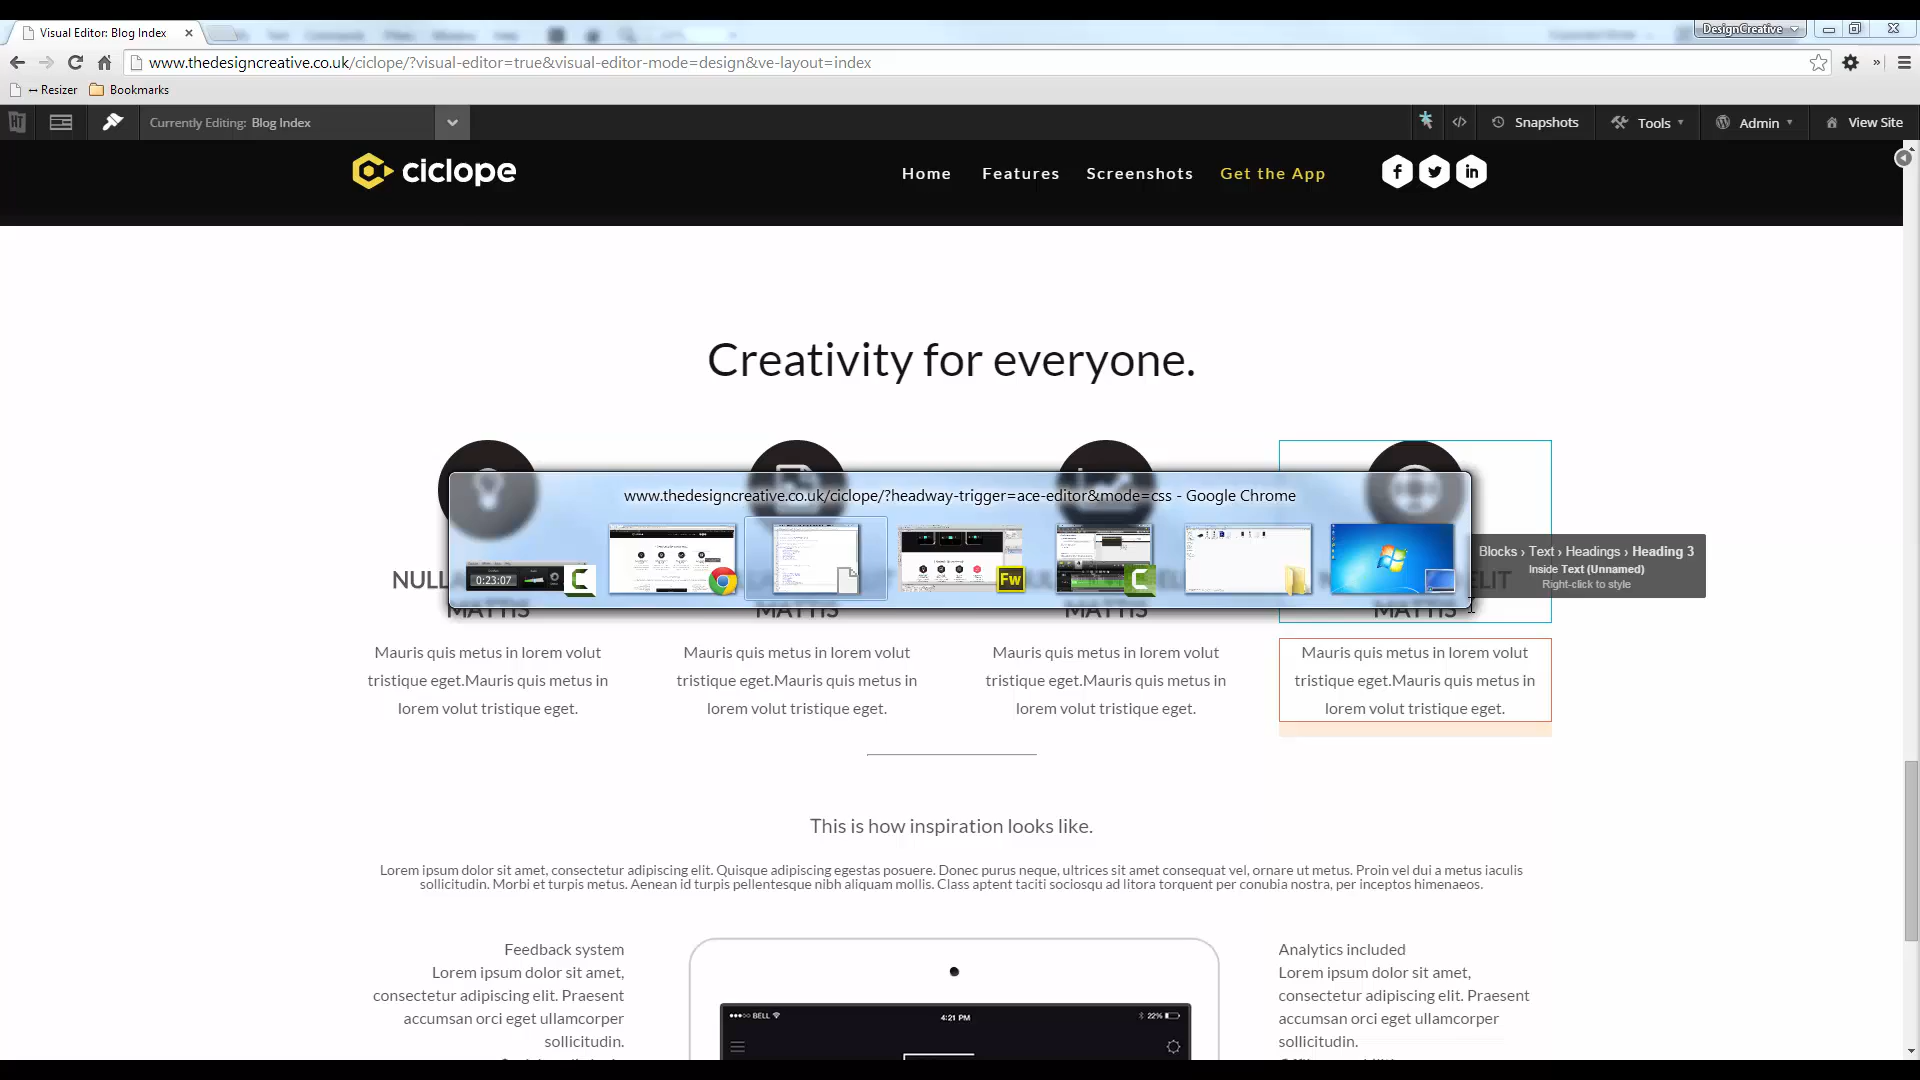 Visual Editor: Blog Index
DesignCreative
www.thedesigncreative.co.uk/ciclope/?visual-editor=true&visual-editor-mode=design&ve-layout=index
Resizer
Bookmarks
Currently Editing: Blog Index
Snapshots
Tools
Admin
View Site
ciclope
Home
Features
Screenshots
Get the App
Creativity for everyone.
www.thedesigncreative.co.uk/ciclope/?headway-trigger=ace-editor&mode=css - Google Chrome
0:23:07
Fw
Blocks › Text › Headings › Heading 3
Inside Text (Unnamed)
Right-click to style
NULL
ELIT
MATTIS
MATTIS
MATTIS
MATTIS
Mauris quis metus in lorem volut
tristique eget.Mauris quis metus in
lorem volut tristique eget.
Mauris quis metus in lorem volut
tristique eget.Mauris quis metus in
lorem volut tristique eget.
Mauris quis metus in lorem volut
tristique eget.Mauris quis metus in
lorem volut tristique eget.
Mauris quis metus in lorem volut
tristique eget.Mauris quis metus in
lorem volut tristique eget.
This is how inspiration looks like.
Lorem ipsum dolor sit amet, consectetur adipiscing elit. Quisque adipiscing egestas posuere. Donec purus neque, ultrices sit amet consequat vel, ornare ut metus. Proin vel dui a metus iaculis
sollicitudin. Morbi et turpis metus. Aenean id turpis pellentesque nibh aliquam mollis. Class aptent taciti sociosqu ad litora torquent per conubia nostra, per inceptos himenaeos.
Feedback system
Lorem ipsum dolor sit amet,
consectetur adipiscing elit. Praesent
accumsan orci eget ullamcorper
sollicitudin.
BELL
4:21 PM
22%
Analytics included
Lorem ipsum dolor sit amet,
consectetur adipiscing elit. Praesent
accumsan orci eget ullamcorper
sollicitudin.